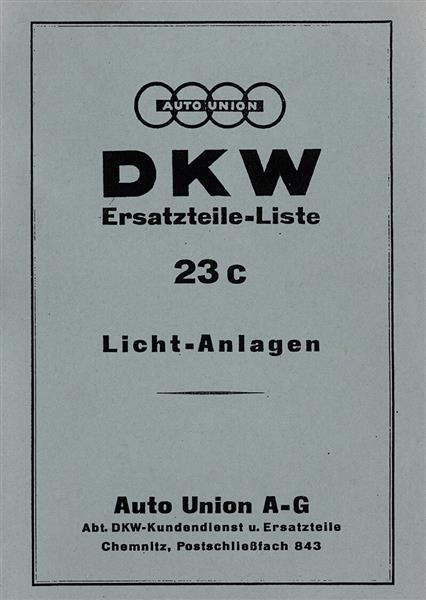 AUTO UNION
DKW
Ersatzteile-Liste
23 c
Licht-Anlagen
Auto Union A-G
Abt. DKW-Kundendienst u. Ersatzteile
Chemnitz, Postschließfach 843